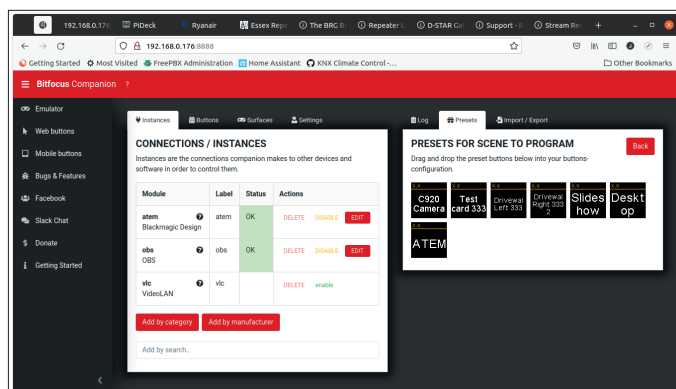 192.168.0.176
PiDeck
Ryanair
Essex Repe
The BRG B
Repeater L
D-STAR Ga
Support - B
Stream Re
192.168.0.176:8888
Getting Started
Most Visited
FreePBX Administration
Home Assistant
KNX Climate Control -...
Other Bookmarks
Bitfocus Companion ?
Emulator
Web buttons
Mobile buttons
Bugs & Features
Facebook
Slack Chat
Donate
Getting Started
Instances
Buttons
Surfaces
Settings
CONNECTIONS / INSTANCES
Instances are the connections companion makes to other devices and
software in order to control them.
Module Label Status Actions
atem atem OK DELETE DISABLE EDIT
Blackmagic Design
obs obs OK DELETE DISABLE EDIT
OBS
vlc vlc DELETE enable
VideoLAN
Add by category
Add by manufacturer
Add by search..
Log
Presets
Import / Export
PRESETS FOR SCENE TO PROGRAM
Back
Drag and drop the preset buttons below into your buttons-
configuration.
C920
Camera
Test
card 333
Drivewal
Left 333
Drivewal
Right 333
2
Slides
how
Deskt
op
ATEM